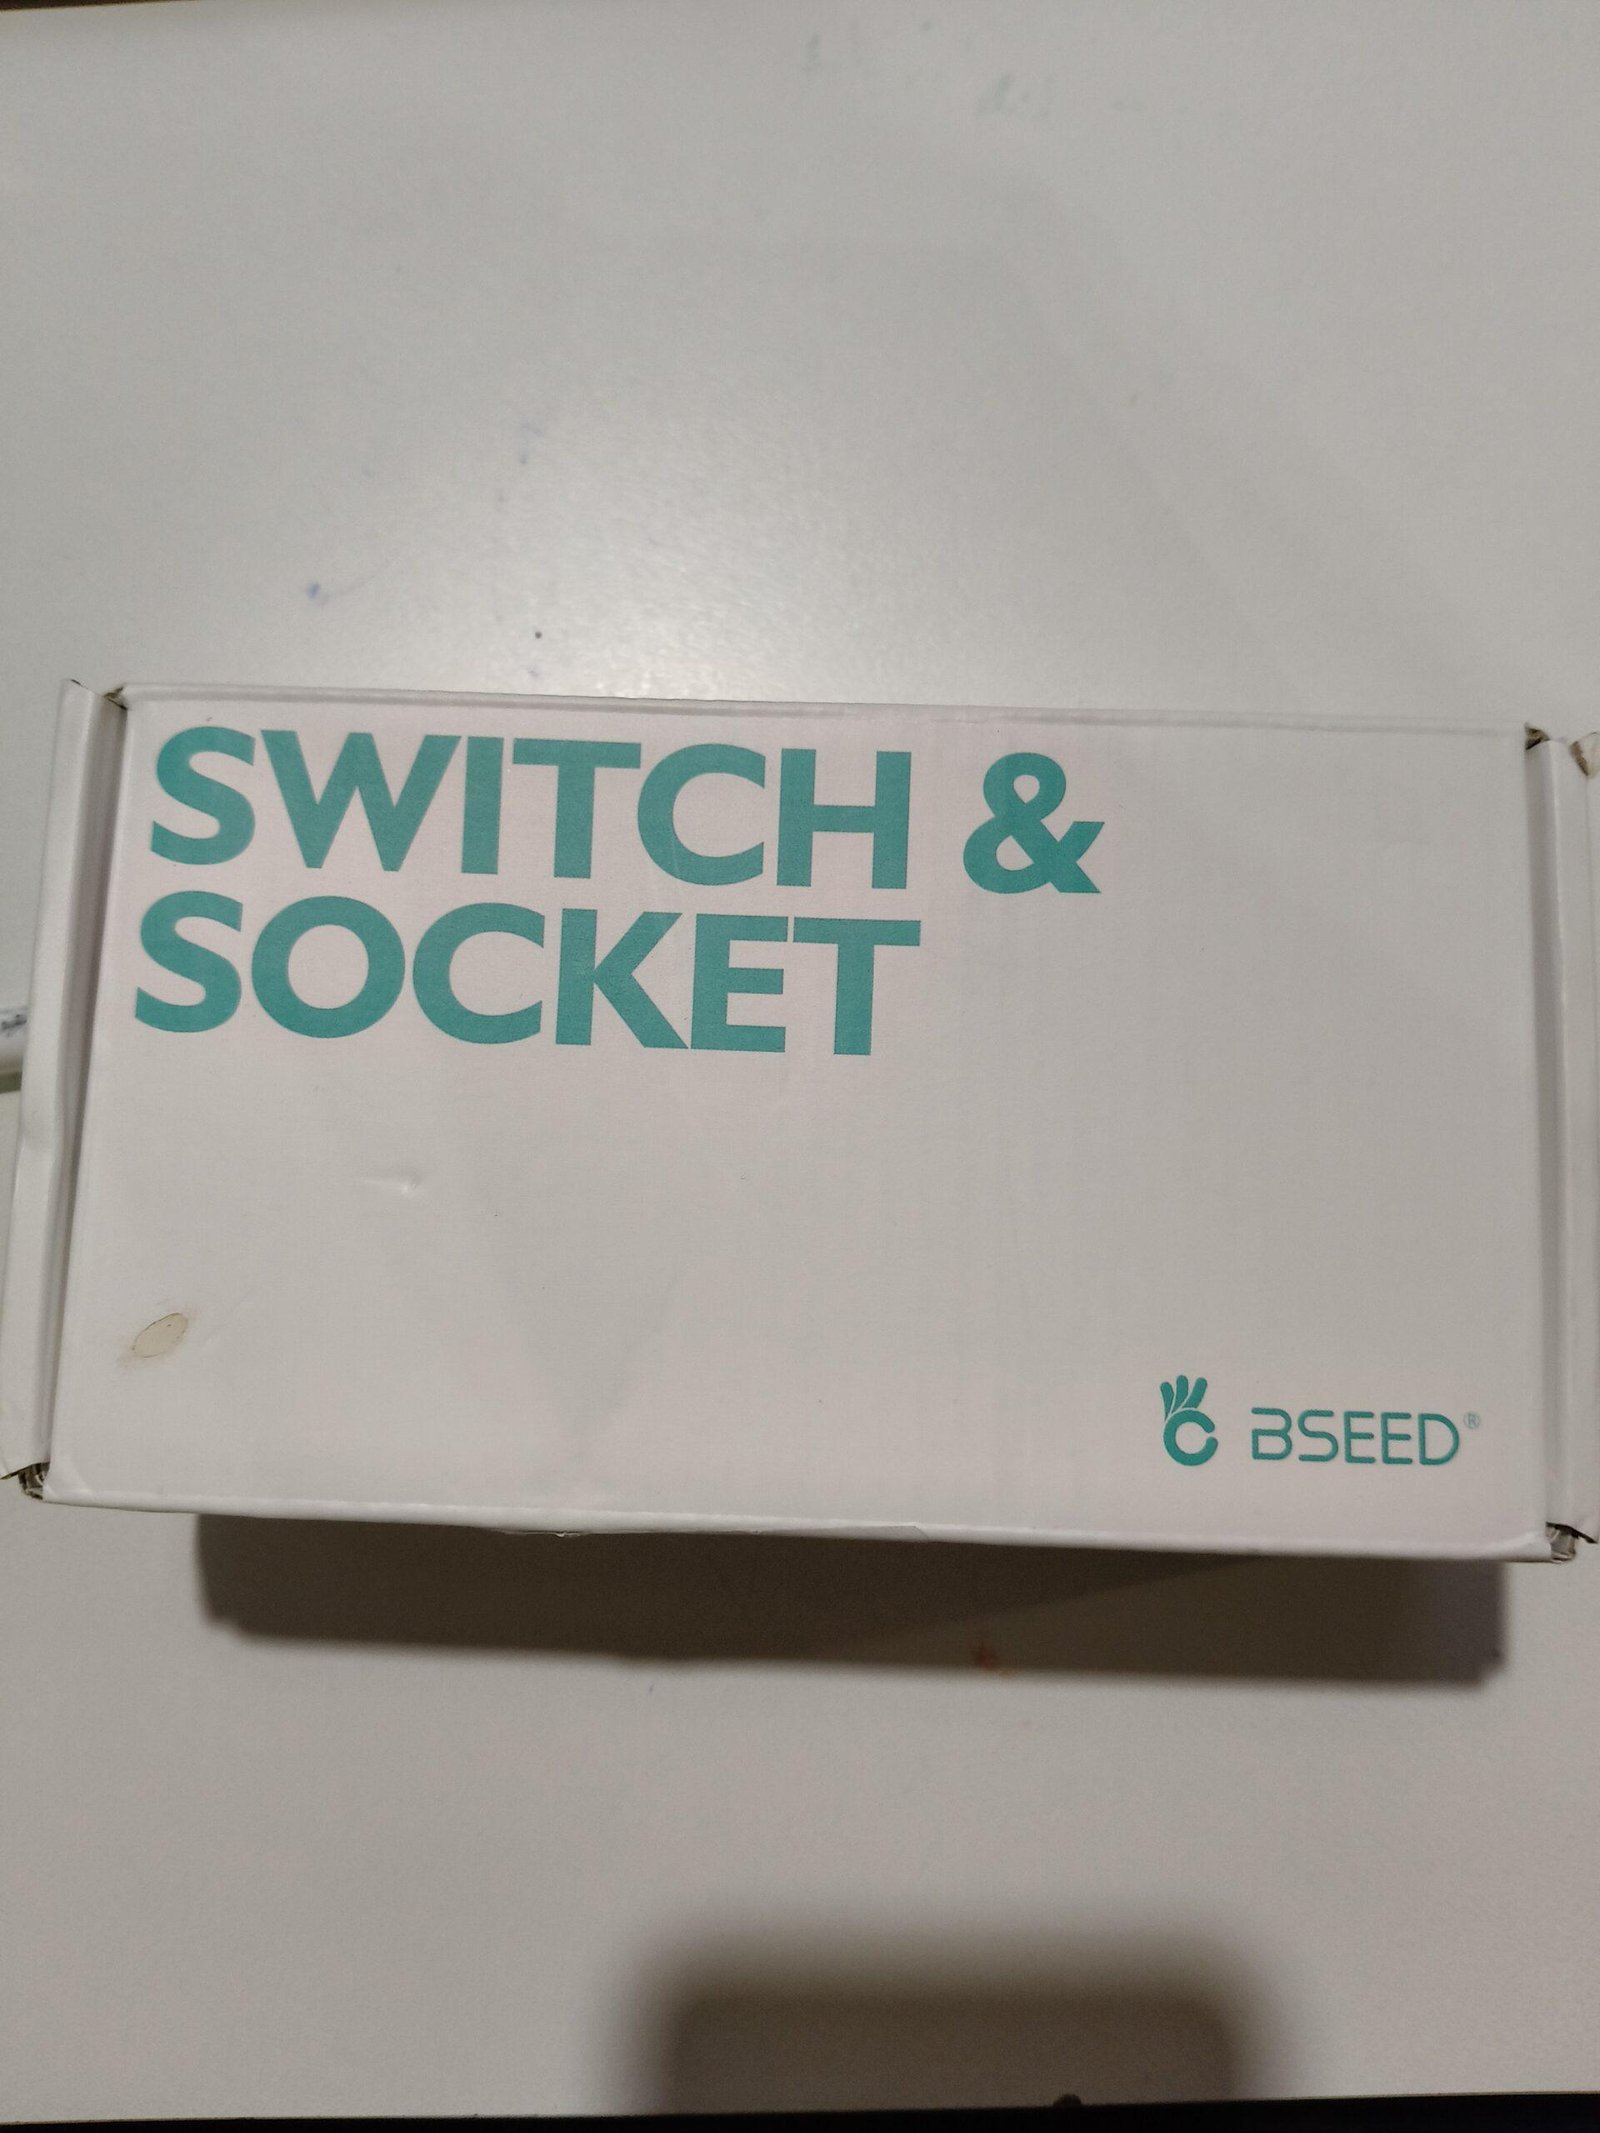 SWITCH &
SOCKET
BSEED®